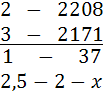 2 – 2208
3 – 2171
1 – 37
2,5 – 2 – x